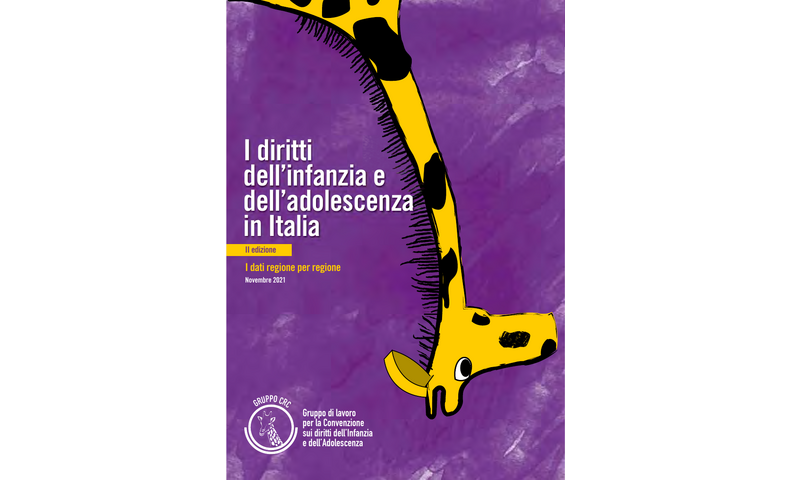 I diritti
dell'infanzia e
dell'adolescenza
in Italia
II edizione
I dati regione per regione
Novembre 2021
GRUPPO CRC
Gruppo di lavoro
per la Convenzione
sui diritti dell'Infanzia
e dell'Adolescenza